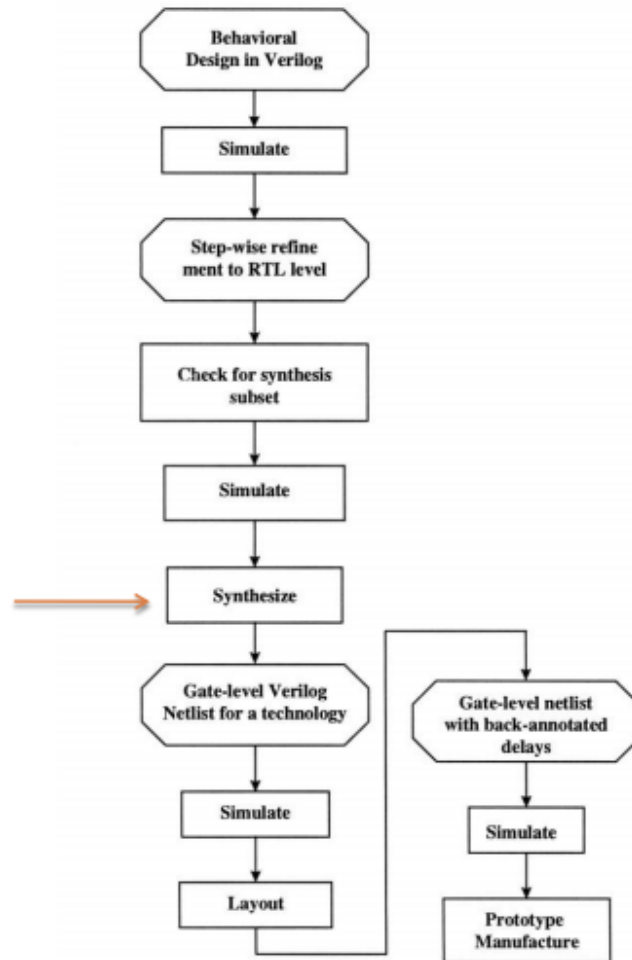 Behavioral
Design in Verilog
Simulate
Step-wise refine
ment to RTL level
Check for synthesis
subset
Simulate
Synthesize
Gate-level Verilog
Netlist for a technology
Simulate
Layout
Gate-level netlist
with back-annotated
delays
Simulate
Prototype
Manufacture